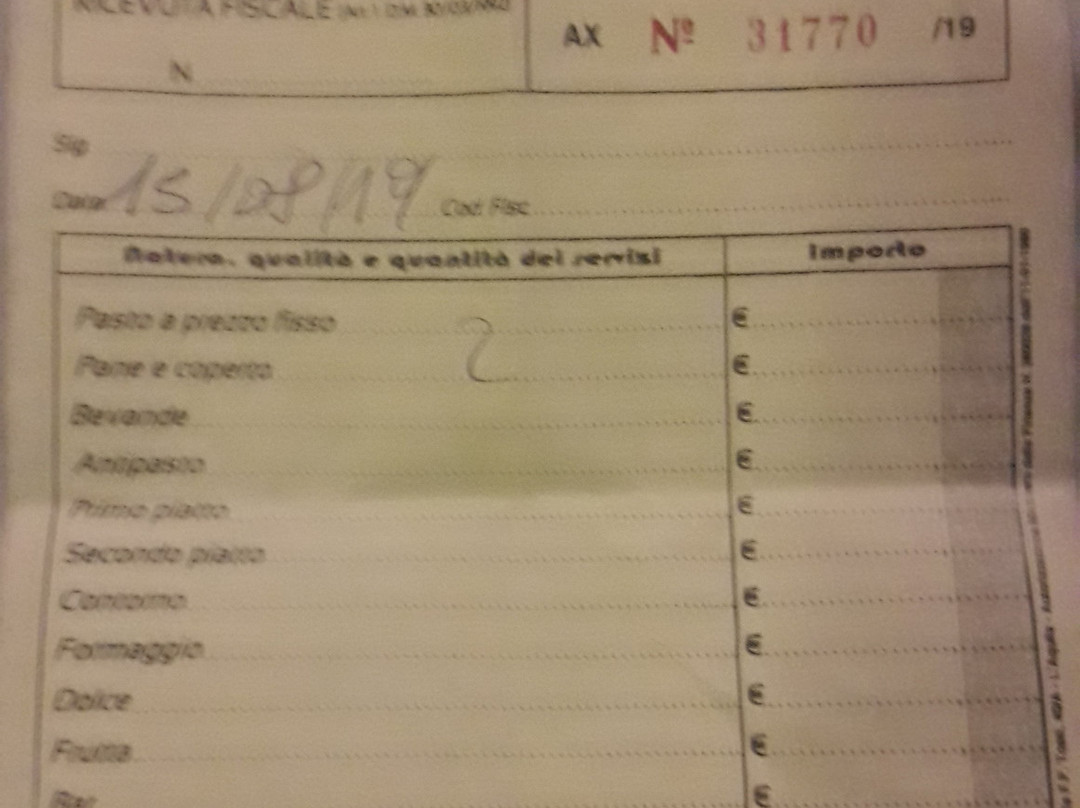 RICEVUTA FISCALE
AX Nº 31770 /19
N.
Sig.
Data 15/08/19 Cod. Fisc.
Natura, qualità e quantità dei servizi Importo
Pasto a prezzo fisso 2 €
Pane e coperto €
Bevande €
Antipasto €
Primo piatto €
Secondo piatto €
Contorno €
Formaggio €
Dolce €
Frutta €
Bar €